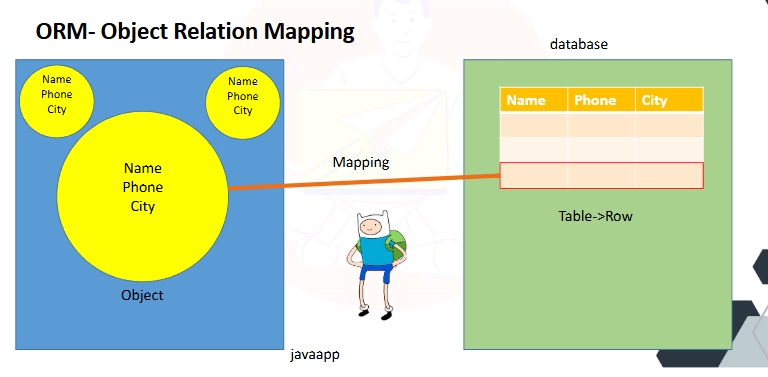 ORM- Object Relation Mapping
database
Name
Phone
City
Name
Phone
City
Name
Phone
City
Object
javaapp
Mapping
Name Phone City
Table->Row